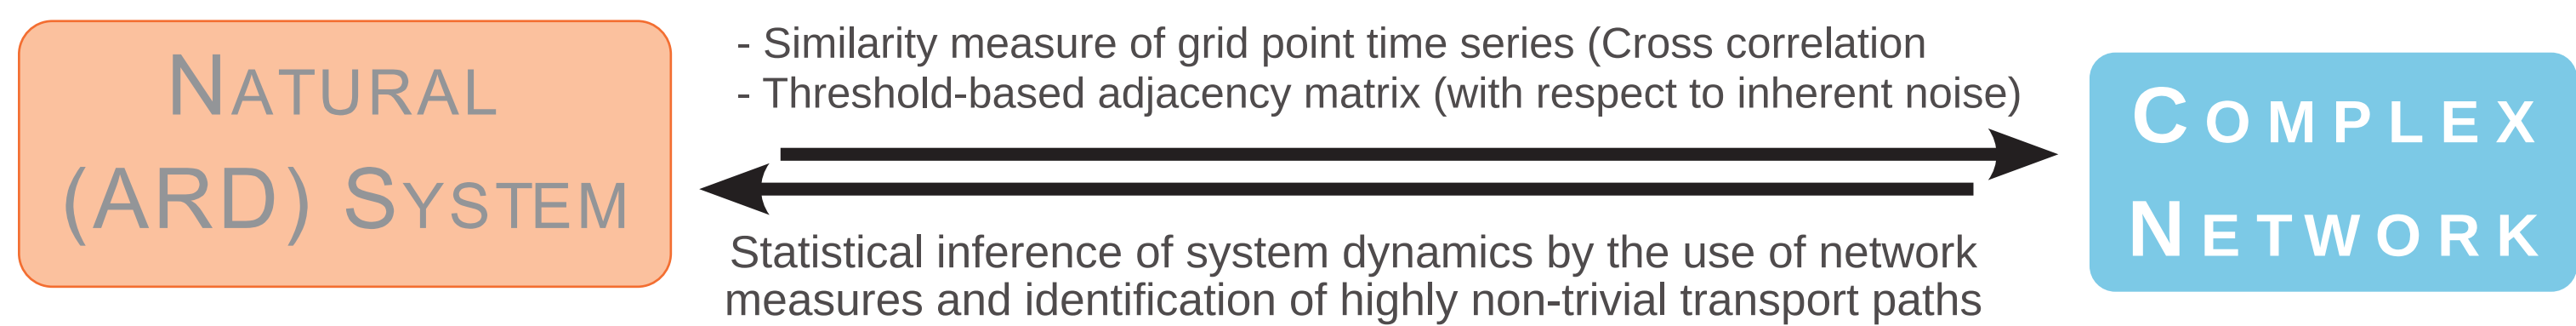 Natural
(ARD) System
- Similarity measure of grid point time series (Cross correlation
- Threshold-based adjacency matrix (with respect to inherent noise)
Statistical inference of system dynamics by the use of network
measures and identification of highly non-trivial transport paths
Complex
Network